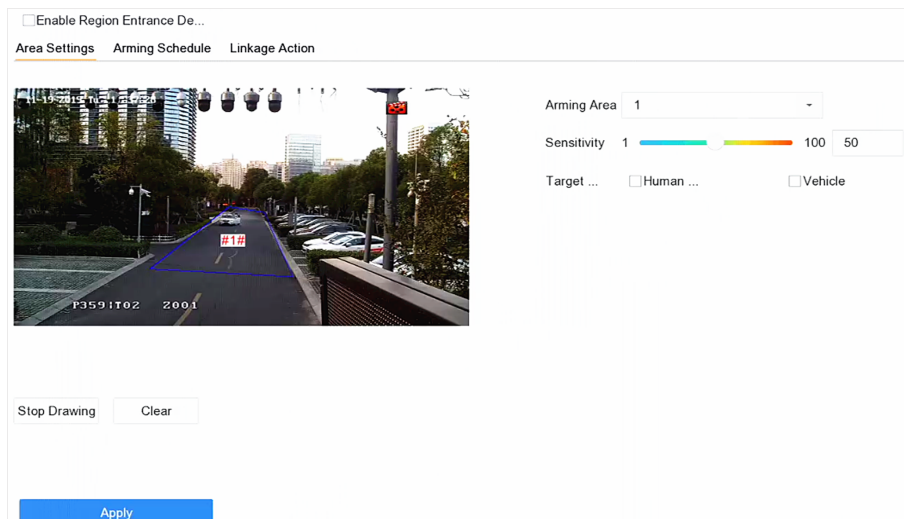 Enable Region Entrance De...
Area Settings Arming Schedule Linkage Action
Arming Area 1
Sensitivity 1 100 50
Target ... Human ... Vehicle
#1#
2001
Stop Drawing Clear
Apply